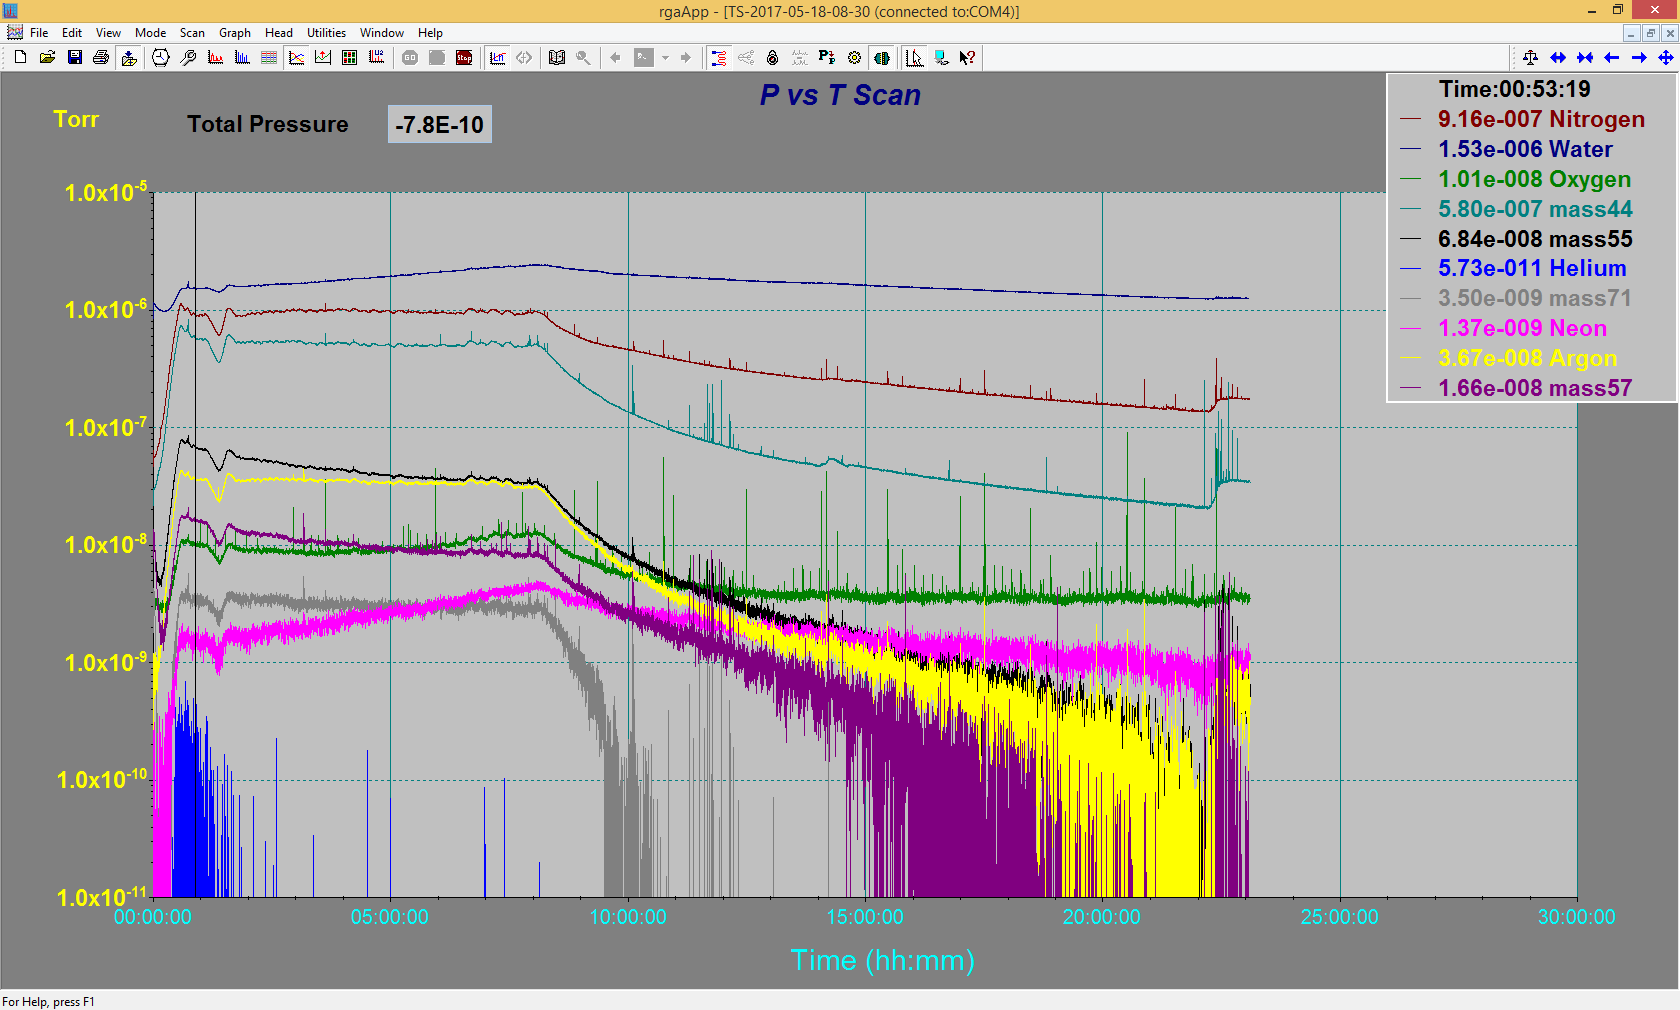 rgaApp - [TS-2017-05-18-08-30 (connected to:COM4)]
File Edit View Mode Scan Graph Head Utilities Window Help
GO Stop
P vs T Scan
Torr
Total Pressure -7.8E-10
Time:00:53:19
9.16e-007 Nitrogen
1.53e-006 Water
1.01e-008 Oxygen
5.80e-007 mass44
6.84e-008 mass55
5.73e-011 Helium
3.50e-009 mass71
1.37e-009 Neon
3.67e-008 Argon
1.66e-008 mass57
1.0x10-5
1.0x10-6
1.0x10-7
1.0x10-8
1.0x10-9
1.0x10-10
1.0x10-11
00:00:00 05:00:00 10:00:00 15:00:00 20:00:00 25:00:00 30:00:00
Time (hh:mm)
For Help, press F1